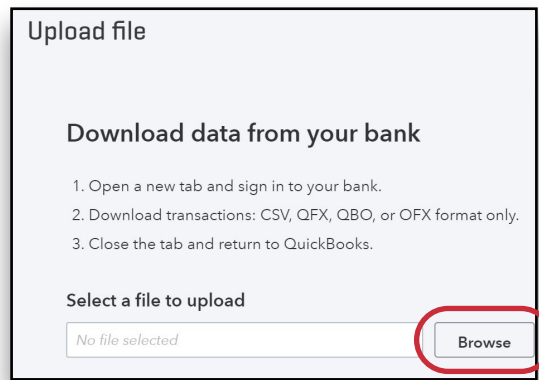 Upload file
Download data from your bank
1. Open a new tab and sign in to your bank.
2. Download transactions: CSV, QFX, QBO, or OFX format only.
3. Close the tab and return to QuickBooks.
Select a file to upload
No file selected
Browse